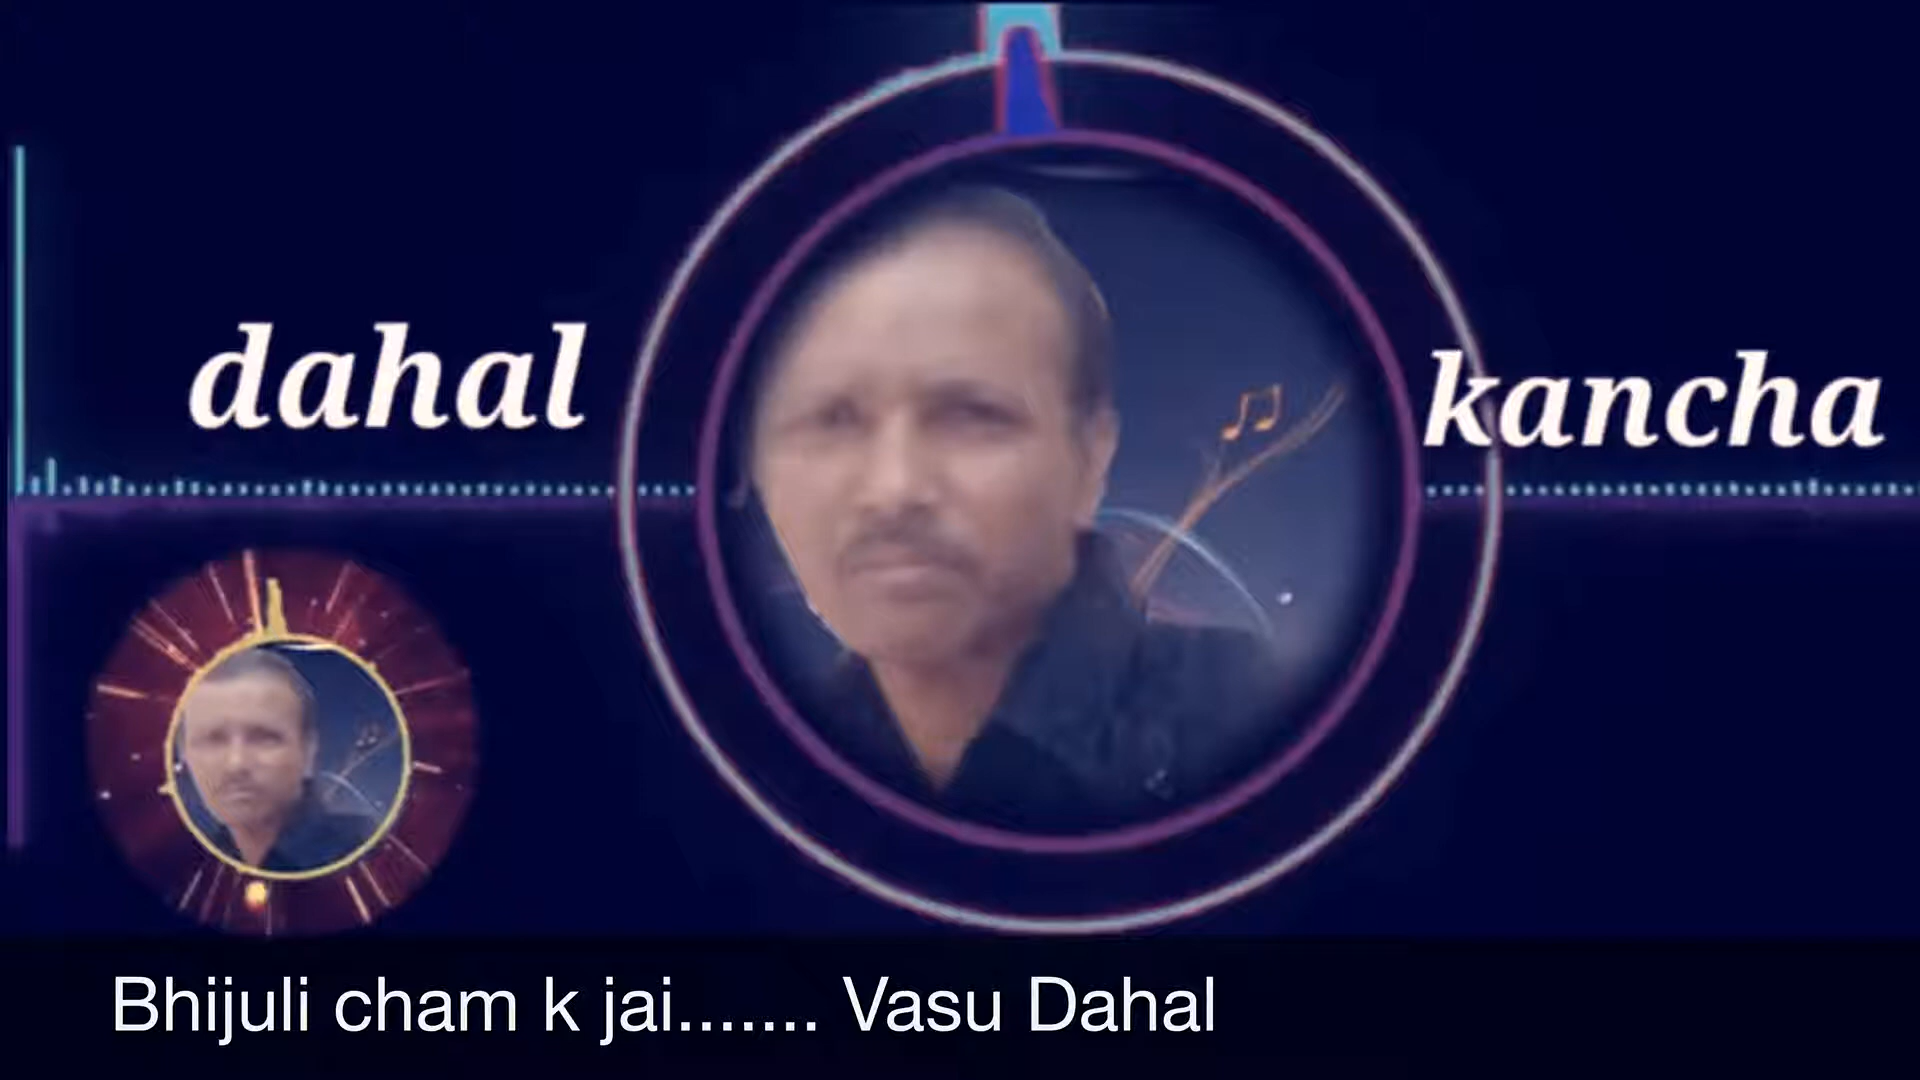 dahal
kancha
Bhijuli cham k jai....... Vasu Dahal